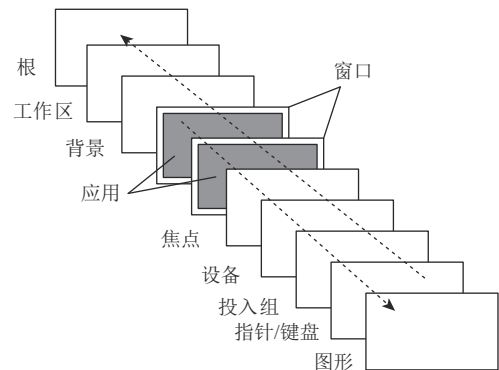 窗口
根
工作区
背景
应用
焦点
设备
投入组
指针/键盘
图形